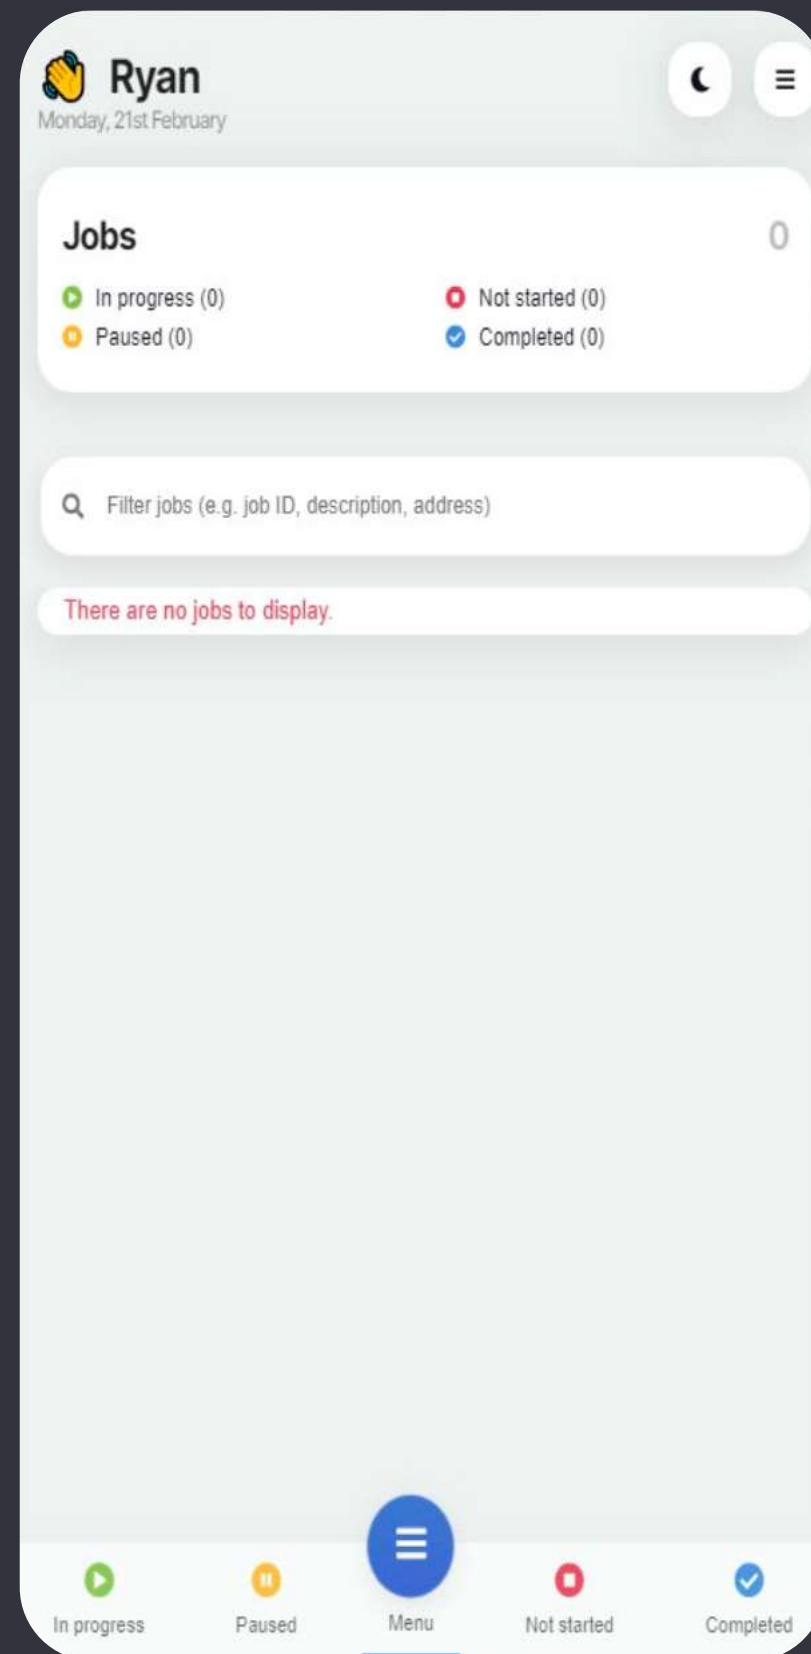 Ryan
Monday, 21st February
Jobs 0
In progress (0) Not started (0)
Paused (0) Completed (0)
Filter jobs (e.g. job ID, description, address)
There are no jobs to display.
In progress Paused Menu Not started Completed